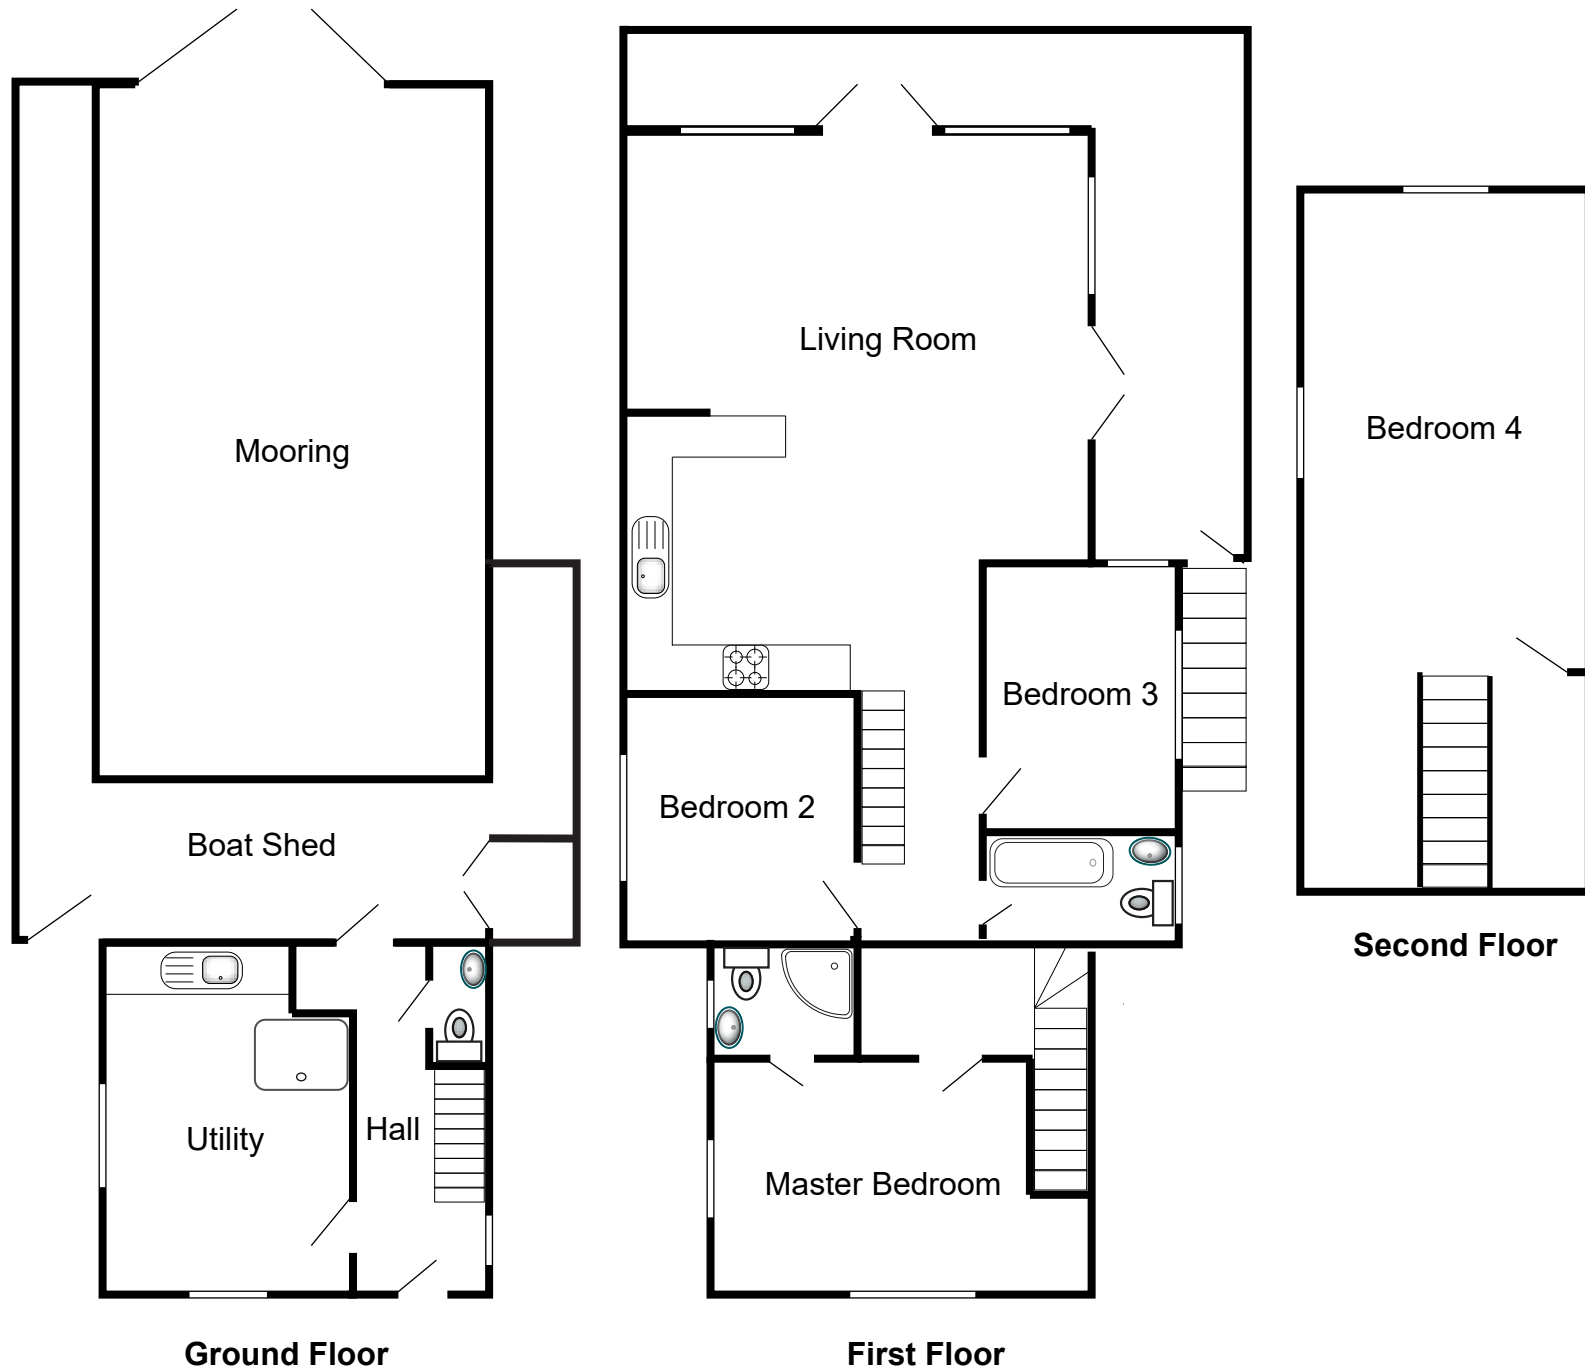 Mooring
Boat Shed
Utility
Hall
Ground Floor
Living Room
Bedroom 3
Bedroom 2
Master Bedroom
First Floor
Bedroom 4
Second Floor